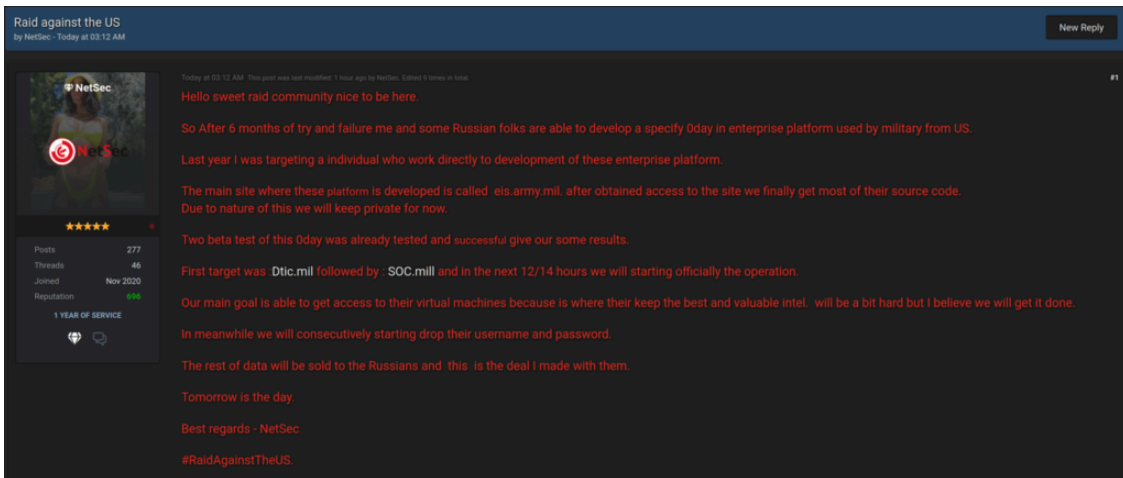 Raid against the US
by NetSec - Today at 03:12 AM
New Reply
NetSec
NetSec
Posts 277
Threads 46
Joined Nov 2020
Reputation 696
1 YEAR OF SERVICE
Today at 03:12 AM This post was last modified: 1 hour ago by NetSec. Edited 9 times in total.
#1
Hello sweet raid community nice to be here.
So After 6 months of try and failure me and some Russian folks are able to develop a specify 0day in enterprise platform used by military from US.
Last year I was targeting a individual who work directly to development of these enterprise platform.
The main site where these platform is developed is called eis.army.mil. after obtained access to the site we finally get most of their source code.
Due to nature of this we will keep private for now.
Two beta test of this 0day was already tested and successful give our some results.
First target was :Dtic.mil followed by : SOC.mill and in the next 12/14 hours we will starting officially the operation.
Our main goal is able to get access to their virtual machines because is where their keep the best and valuable intel. will be a bit hard but I believe we will get it done.
In meanwhile we will consecutively starting drop their username and password.
The rest of data will be sold to the Russians and this is the deal I made with them.
Tomorrow is the day.
Best regards - NetSec
#RaidAgainstTheUS.